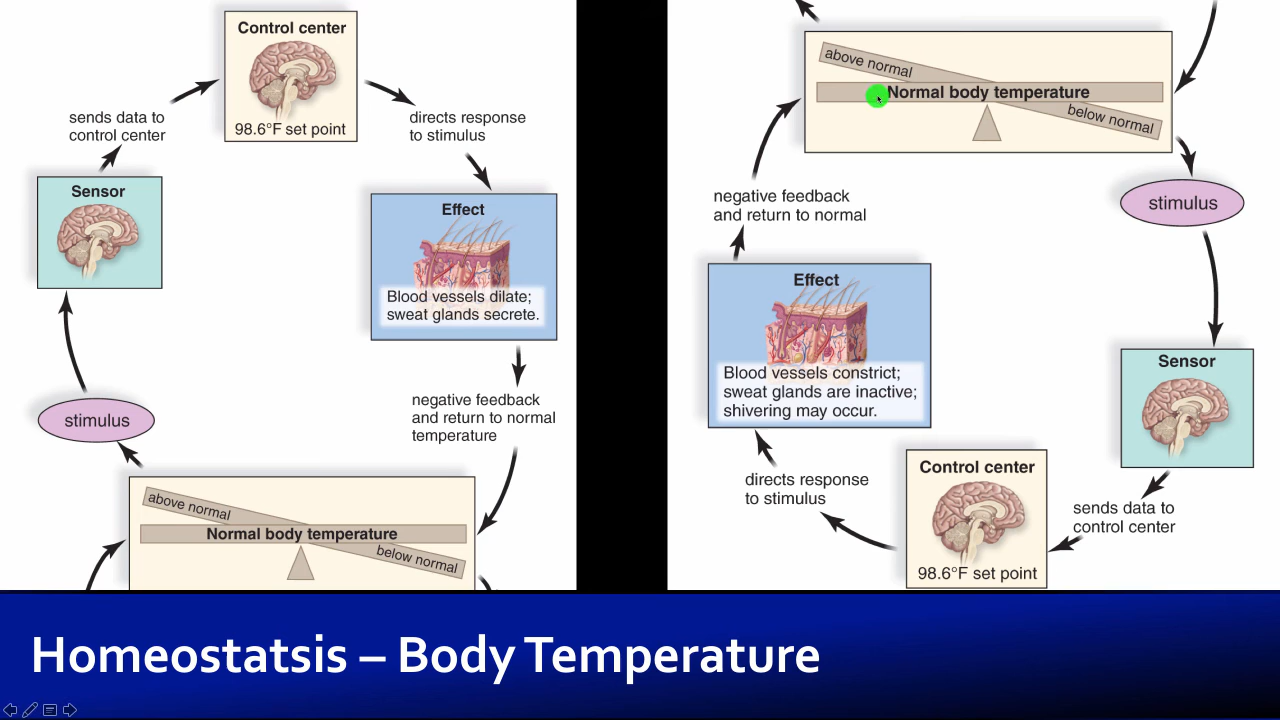 Control center
98.6°F set point
sends data to
control center
directs response
to stimulus
Sensor
Effect
Blood vessels dilate;
sweat glands secrete.
stimulus
negative feedback
and return to normal
temperature
above normal
Normal body temperature
below normal
above normal
Normal body temperature
below normal
stimulus
negative feedback
and return to normal
Effect
Blood vessels constrict;
sweat glands are inactive;
shivering may occur.
Sensor
directs response
to stimulus
Control center
98.6°F set point
sends data to
control center
Homeostatsis – Body Temperature